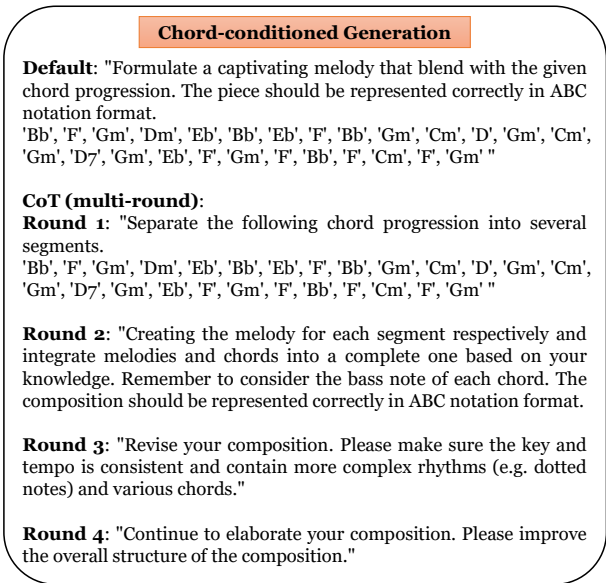 Chord-conditioned Generation
Default: "Formulate a captivating melody that blend with the given
chord progression. The piece should be represented correctly in ABC
notation format.
'Bb', 'F', 'Gm', 'Dm', 'Eb', 'Bb', 'Eb', 'F', 'Bb', 'Gm', 'Cm', 'D', 'Gm', 'Cm',
'Gm', 'D7', 'Gm', 'Eb', 'F', 'Gm', 'F', 'Bb', 'F', 'Cm', 'F', 'Gm' "
CoT (multi-round):
Round 1: "Separate the following chord progression into several
segments.
'Bb', 'F', 'Gm', 'Dm', 'Eb', 'Bb', 'Eb', 'F', 'Bb', 'Gm', 'Cm', 'D', 'Gm', 'Cm',
'Gm', 'D7', 'Gm', 'Eb', 'F', 'Gm', 'F', 'Bb', 'F', 'Cm', 'F', 'Gm' "
Round 2: "Creating the melody for each segment respectively and
integrate melodies and chords into a complete one based on your
knowledge. Remember to consider the bass note of each chord. The
composition should be represented correctly in ABC notation format.
Round 3: "Revise your composition. Please make sure the key and
tempo is consistent and contain more complex rhythms (e.g. dotted
notes) and various chords."
Round 4: "Continue to elaborate your composition. Please improve
the overall structure of the composition."